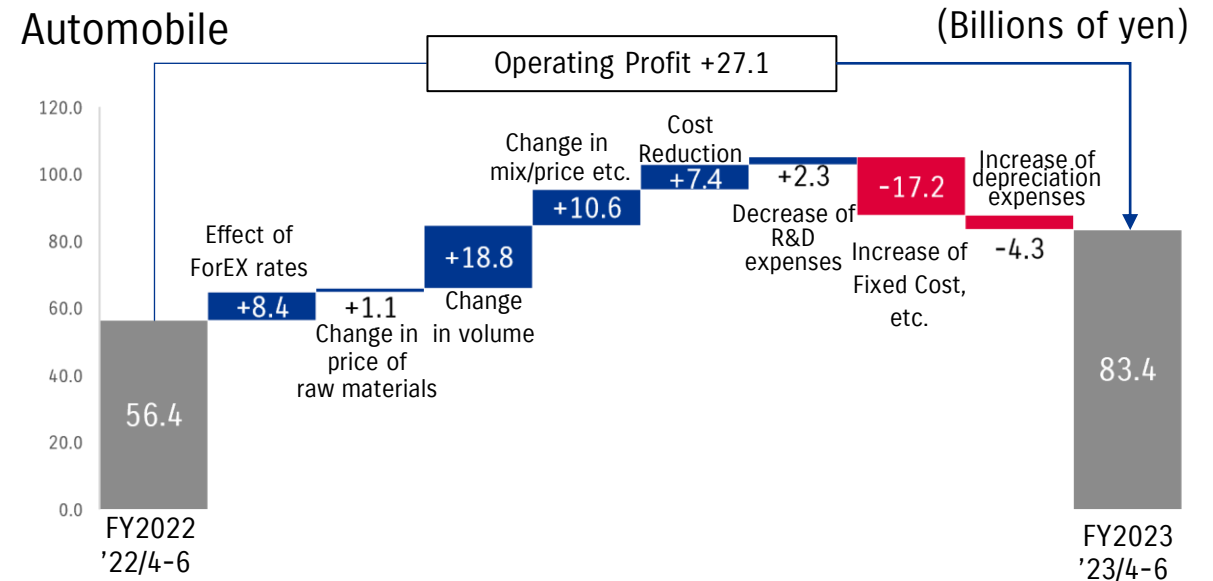 Automobile
(Billions of yen)
Operating Profit +27.1
120.0
100.0
80.0
60.0
40.0
20.0
0.0
56.4
FY2022
’22/4-6
Effect of
ForEX rates
+8.4
+1.1
Change in
price of
raw materials
+18.8
Change
in volume
Change in
mix/price etc.
+10.6
Cost
Reduction
+7.4
+2.3
Decrease of
R&D
expenses
-17.2
Increase of
Fixed Cost,
etc.
Increase of
depreciation
expenses
-4.3
83.4
FY2023
’23/4-6